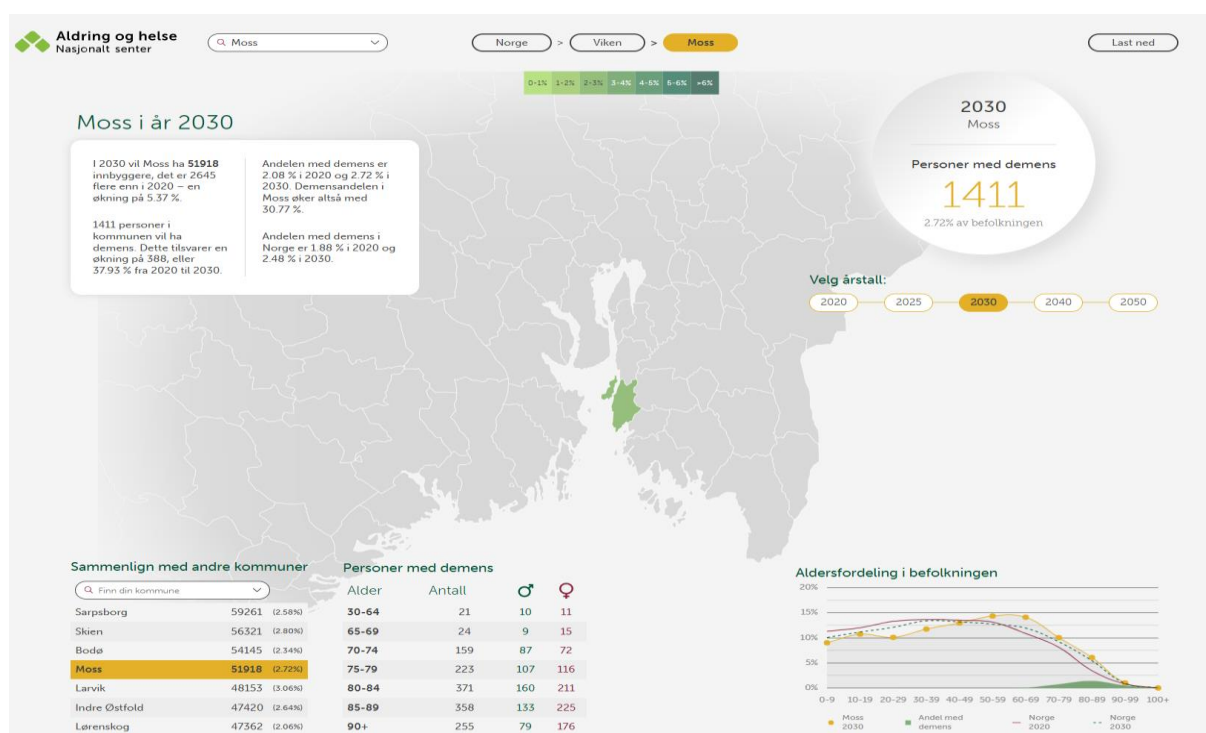 Aldring og helse
Nasjonalt senter
Moss
Norge > Viken > Moss
Last ned
0-1% 1-2% 2-3% 3-4% 4-5% 5-6% >6%
Moss i år 2030
I 2030 vil Moss ha 51918
innbyggere, det er 2645
flere enn i 2020 – en
økning på 5.37 %.
1411 personer i
kommunen vil ha
demens. Dette tilsvarer en
økning på 388, eller
37.93 % fra 2020 til 2030.
Andelen med demens er
2.08 % i 2020 og 2.72 % i
2030. Demensandelen i
Moss øker altså med
30.77 %.
Andelen med demens i
Norge er 1.88 % i 2020 og
2.48 % i 2030.
2030
Moss
Personer med demens
1411
2.72% av befolkningen
Velg årstall:
2020 2025 2030 2040 2050
Sammenlign med andre kommuner
Finn din kommune
Sarpsborg 59261 (2.58%)
Skien 56321 (2.80%)
Bodø 54145 (2.34%)
Moss 51918 (2.72%)
Larvik 48153 (3.06%)
Indre Østfold 47420 (2.64%)
Lørenskog 47362 (2.06%)
Personer med demens
Alder Antall ♂ ♀
30-64 21 10 11
65-69 24 9 15
70-74 159 87 72
75-79 223 107 116
80-84 371 160 211
85-89 358 133 225
90+ 255 79 176
Aldersfordeling i befolkningen
20%
15%
10%
5%
0%
0-9 10-19 20-29 30-39 40-49 50-59 60-69 70-79 80-89 90-99 100+
Moss
2030
Andel med
demens
Norge
2020
Norge
2030